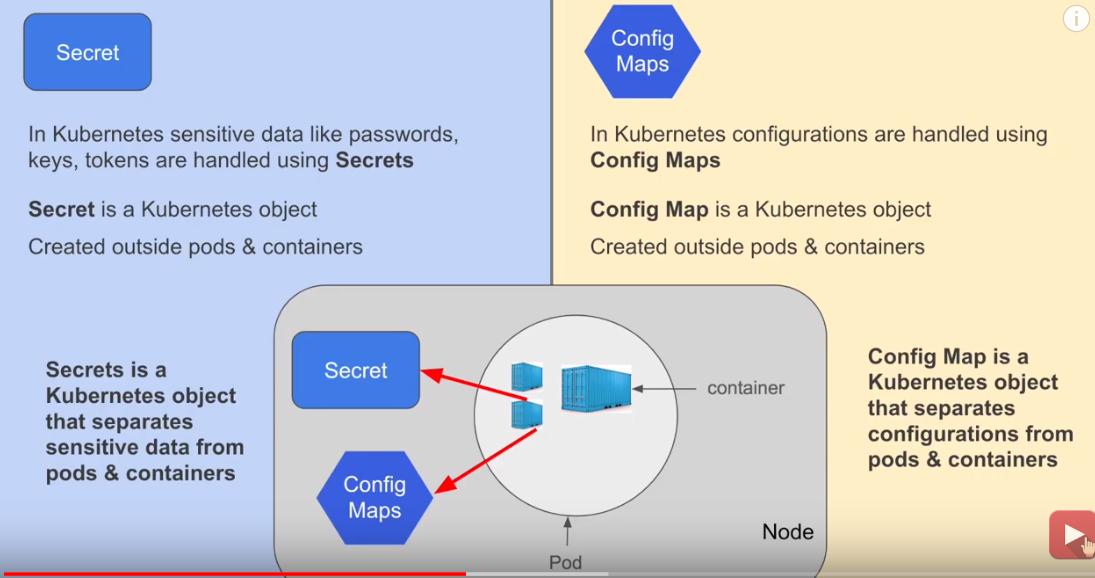 Secret
In Kubernetes sensitive data like passwords,
keys, tokens are handled using Secrets
Secret is a Kubernetes object
Created outside pods & containers
Config
Maps
In Kubernetes configurations are handled using
Config Maps
Config Map is a Kubernetes object
Created outside pods & containers
Secrets is a
Kubernetes object
that separates
sensitive data from
pods & containers
Secret
Config
Maps
container
Pod
Node
Config Map is a
Kubernetes object
that separates
configurations from
pods & containers